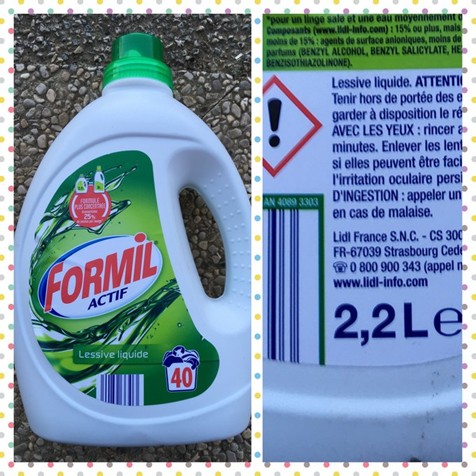 FORMULE
PLUS CONCENTRÉE
25%
FORMIL
ACTIF
Lessive liquide
40
*pour un linge sale et une eau moyennement
Composants (www.lidl-info.com) : 15% ou plus, mais
moins de 15% : agents de surface anioniques, moins de
parfums (BENZYL ALCOHOL, BENZYL SALICYLATE, HE
BENZISOTHIAZOLINONE).
Lessive liquide. ATTENTI
Tenir hors de portée des e
garder à disposition le ré
AVEC LES YEUX : rincer a
minutes. Enlever les lent
si elles peuvent être faci
l'irritation oculaire persi
D'INGESTION : appeler un
en cas de malaise.
AN 4089 3303
Lidl France S.N.C. - CS 300
FR-67039 Strasbourg Cede
☏ 0 800 900 343 (appel n
www.lidl-info.com
2,2L e